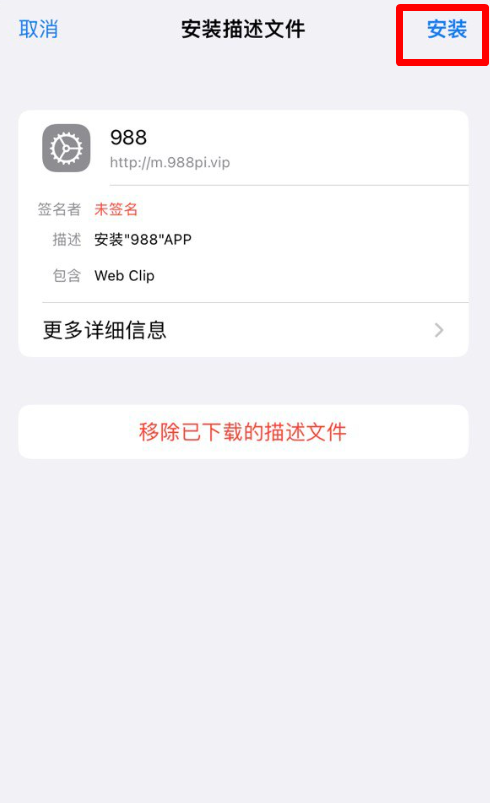 取消 安装描述文件 安装
988
http://m.988pi.vip
签名者 未签名
描述 安装"988"APP
包含 Web Clip
更多详细信息
移除已下载的描述文件